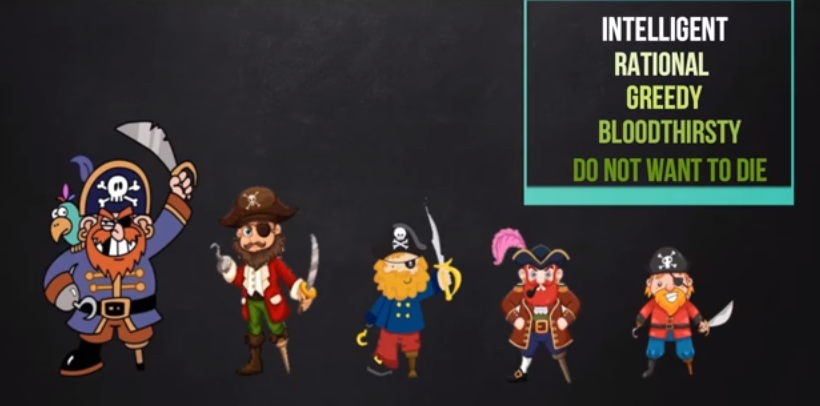 INTELLIGENT
RATIONAL
GREEDY
BLOODTHIRSTY
DO NOT WANT TO DIE